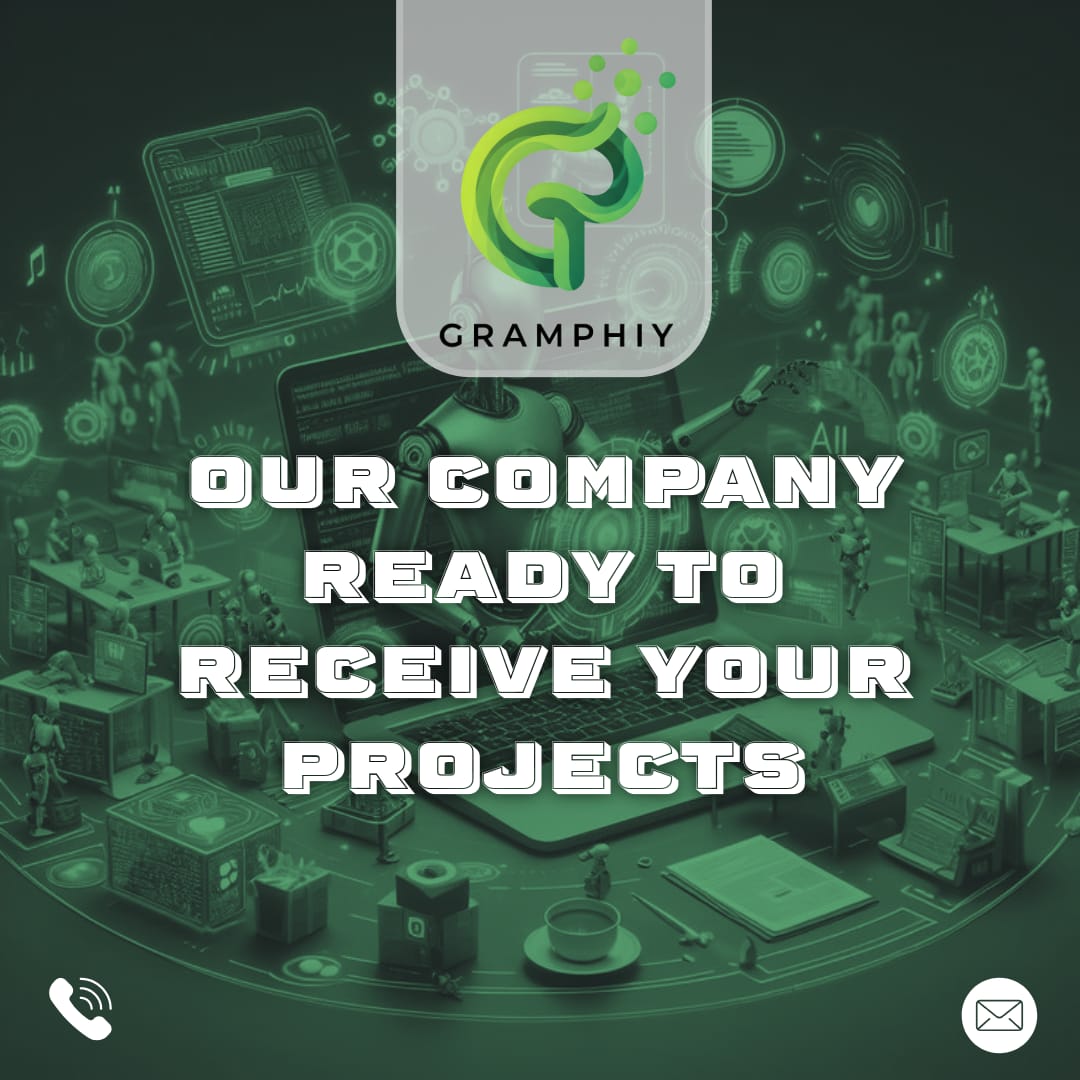 GRAMPHIY
OUR COMPANY
READY TO
RECEIVE YOUR
PROJECTS